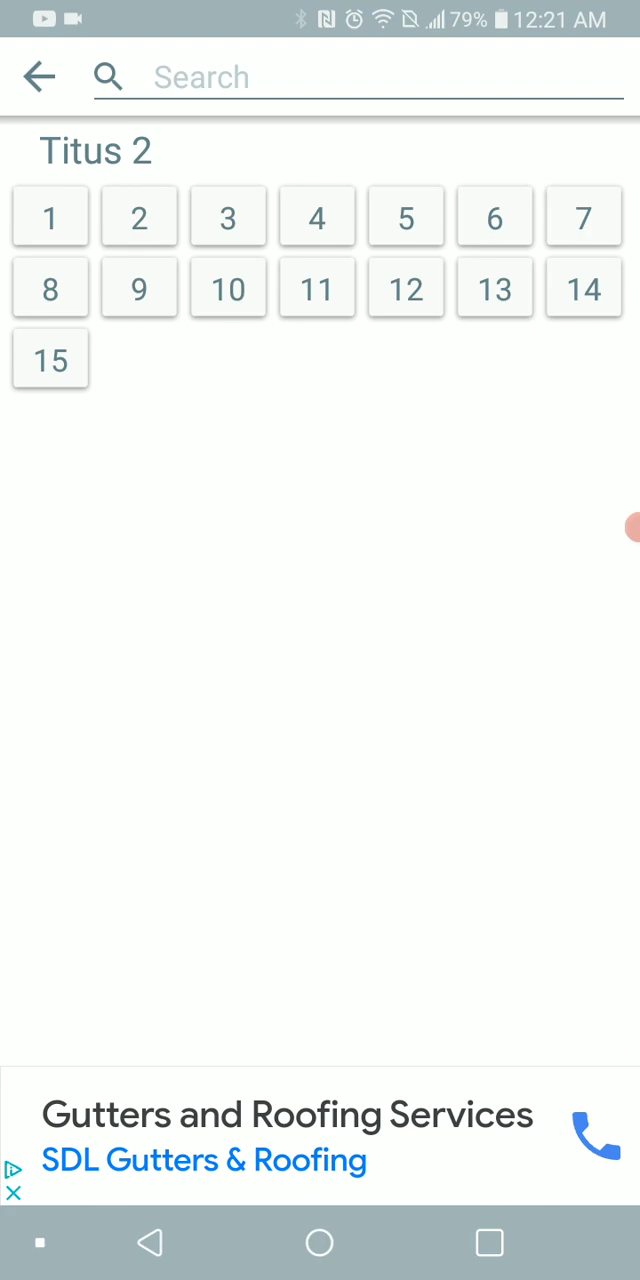 79% 12:21 AM
Search
Titus 2
1 2 3 4 5 6 7
8 9 10 11 12 13 14
15
Gutters and Roofing Services
SDL Gutters & Roofing